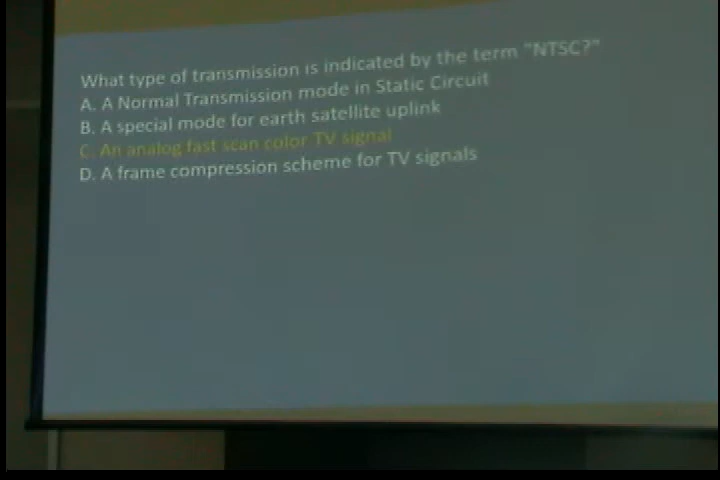 What type of transmission is indicated by the term "NTSC?"
A. A Normal Transmission mode in Static Circuit
B. A special mode for earth satellite uplink
C. An analog fast scan color TV signal
D. A frame compression scheme for TV signals